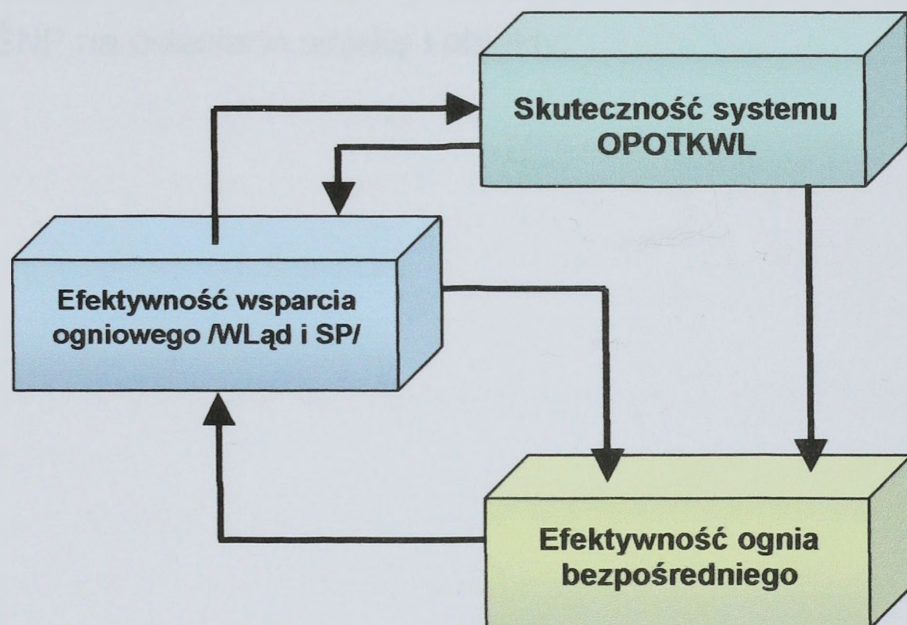 Skuteczność systemu
OPOTKWL
Efektywność wsparcia
ogniowego /WLąd i SP/
Efektywność ognia
bezpośredniego